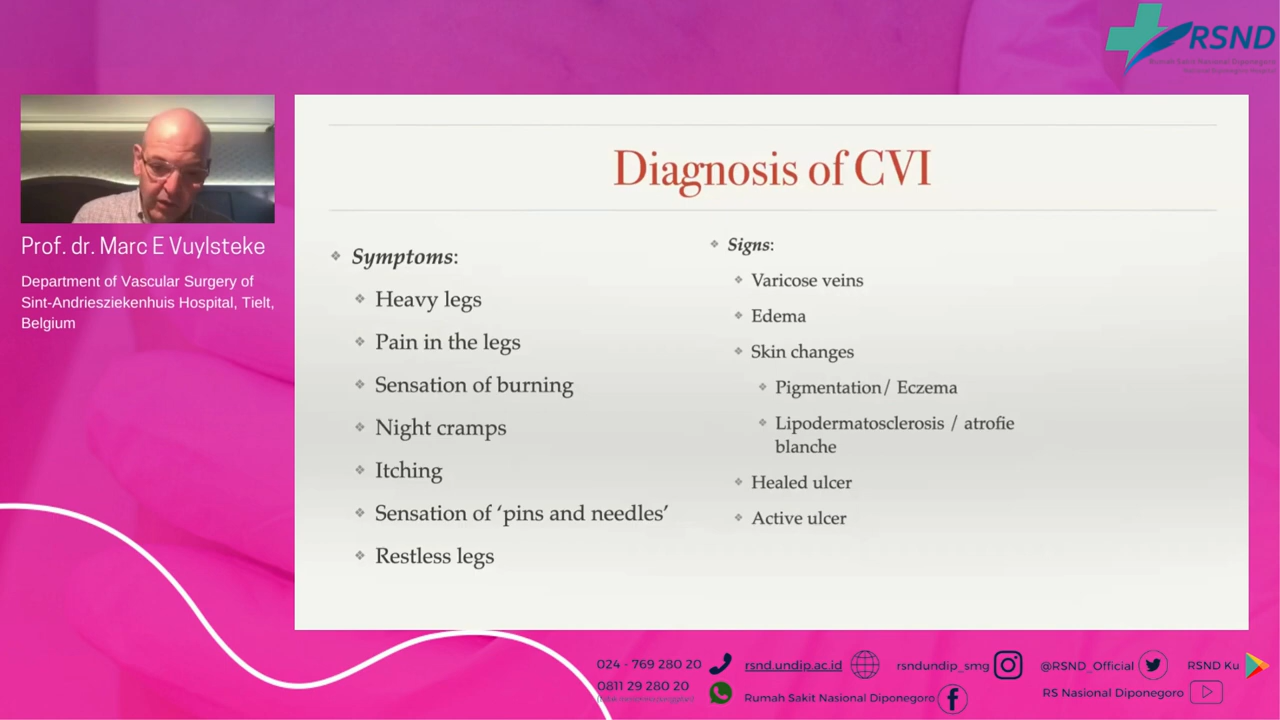 RSND
Rumah Sakit Nasional Diponegoro
Prof. dr. Marc E Vuylsteke
Department of Vascular Surgery of
Sint-Andriesziekenhuis Hospital, Tielt,
Belgium
Diagnosis of CVI
Symptoms:
Heavy legs
Pain in the legs
Sensation of burning
Night cramps
Itching
Sensation of ‘pins and needles’
Restless legs
Signs:
Varicose veins
Edema
Skin changes
Pigmentation/ Eczema
Lipodermatosclerosis / atrofie
blanche
Healed ulcer
Active ulcer
024 - 769 280 20
0811 29 280 20
rsnd.undip.ac.id
rsndundip_smg
@RSND_Official
RSND Ku
Rumah Sakit Nasional Diponegoro
RS Nasional Diponegoro